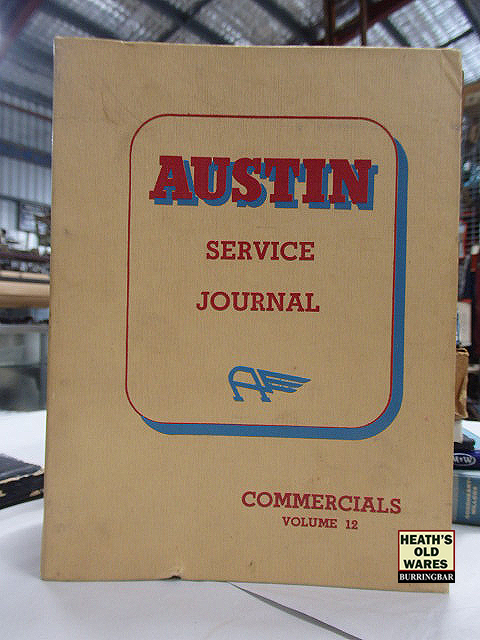 AUSTIN
SERVICE
JOURNAL
A
COMMERCIALS
VOLUME 12
HEATH'S
OLD
WARES
BURRINGBAR